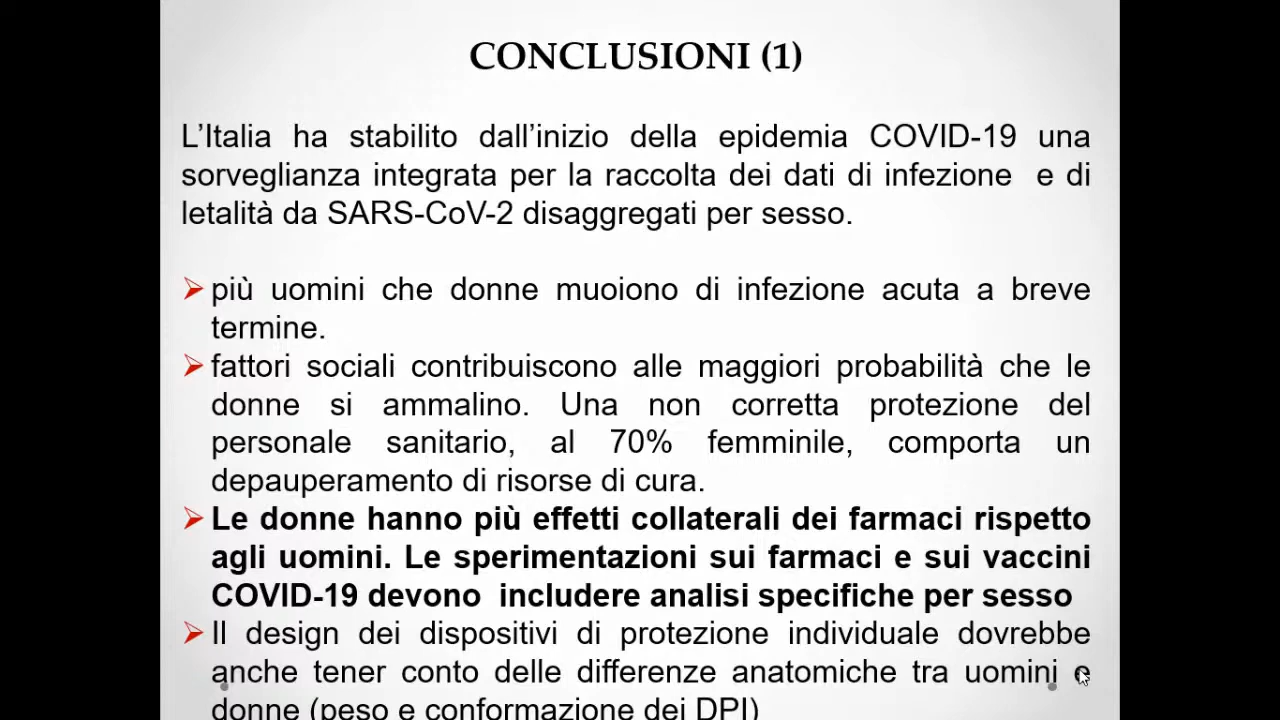 CONCLUSIONI (1)
L'Italia ha stabilito dall'inizio della epidemia COVID-19 una
sorveglianza integrata per la raccolta dei dati di infezione e di
letalità da SARS-CoV-2 disaggregati per sesso.
più uomini che donne muoiono di infezione acuta a breve
termine.
fattori sociali contribuiscono alle maggiori probabilità che le
donne si ammalino. Una non corretta protezione del
personale sanitario, al 70% femminile, comporta un
depauperamento di risorse di cura.
Le donne hanno più effetti collaterali dei farmaci rispetto
agli uomini. Le sperimentazioni sui farmaci e sui vaccini
COVID-19 devono includere analisi specifiche per sesso
Il design dei dispositivi di protezione individuale dovrebbe
anche tener conto delle differenze anatomiche tra uomini e
donne (peso e conformazione dei DPI)